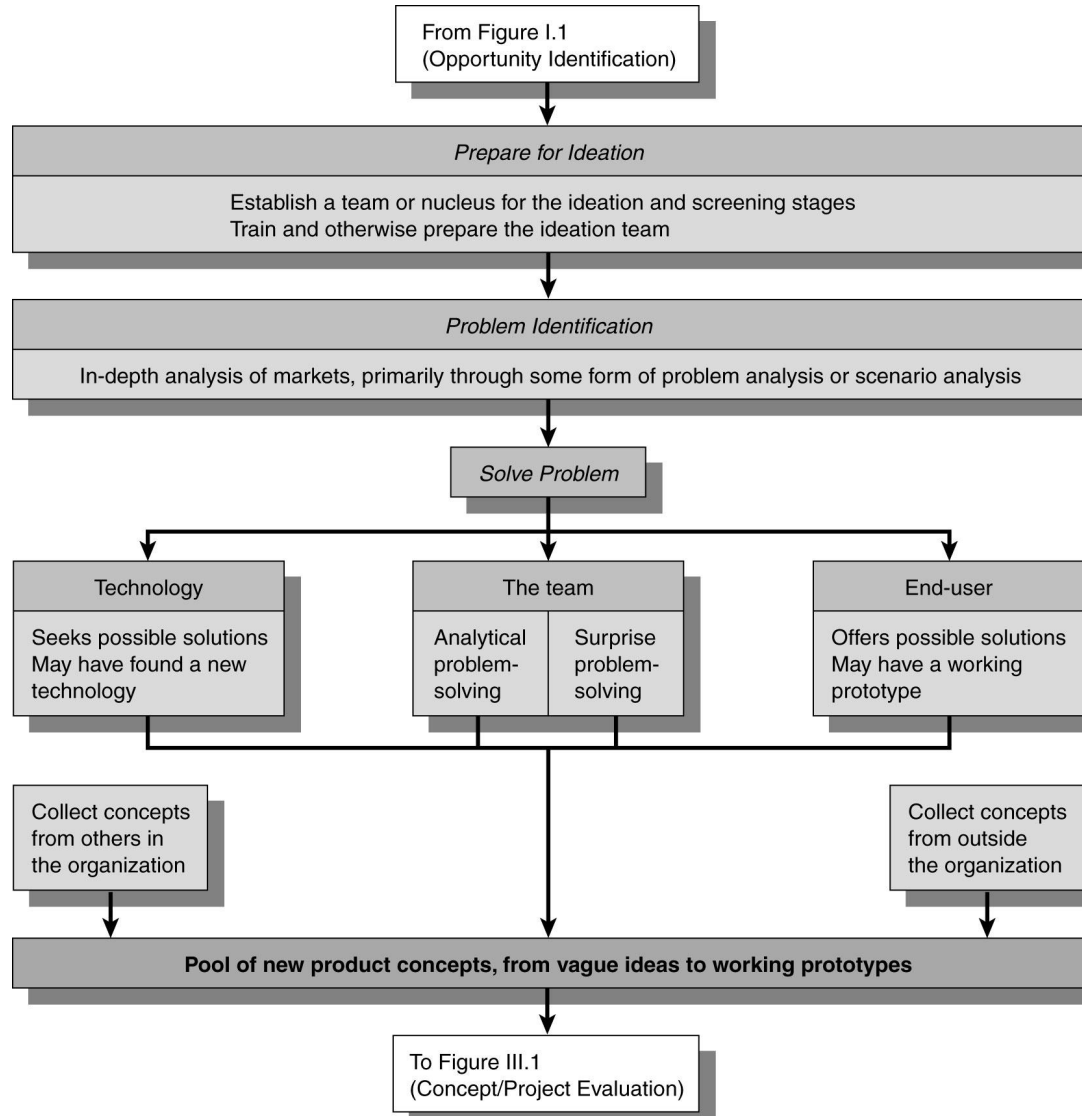 From Figure I.1
(Opportunity Identification)
Prepare for Ideation
Establish a team or nucleus for the ideation and screening stages
Train and otherwise prepare the ideation team
Problem Identification
In-depth analysis of markets, primarily through some form of problem analysis or scenario analysis
Solve Problem
Technology
Seeks possible solutions
May have found a new
technology
The team
Analytical
problem-
solving
Surprise
problem-
solving
End-user
Offers possible solutions
May have a working
prototype
Collect concepts
from others in
the organization
Collect concepts
from outside
the organization
Pool of new product concepts, from vague ideas to working prototypes
To Figure III.1
(Concept/Project Evaluation)